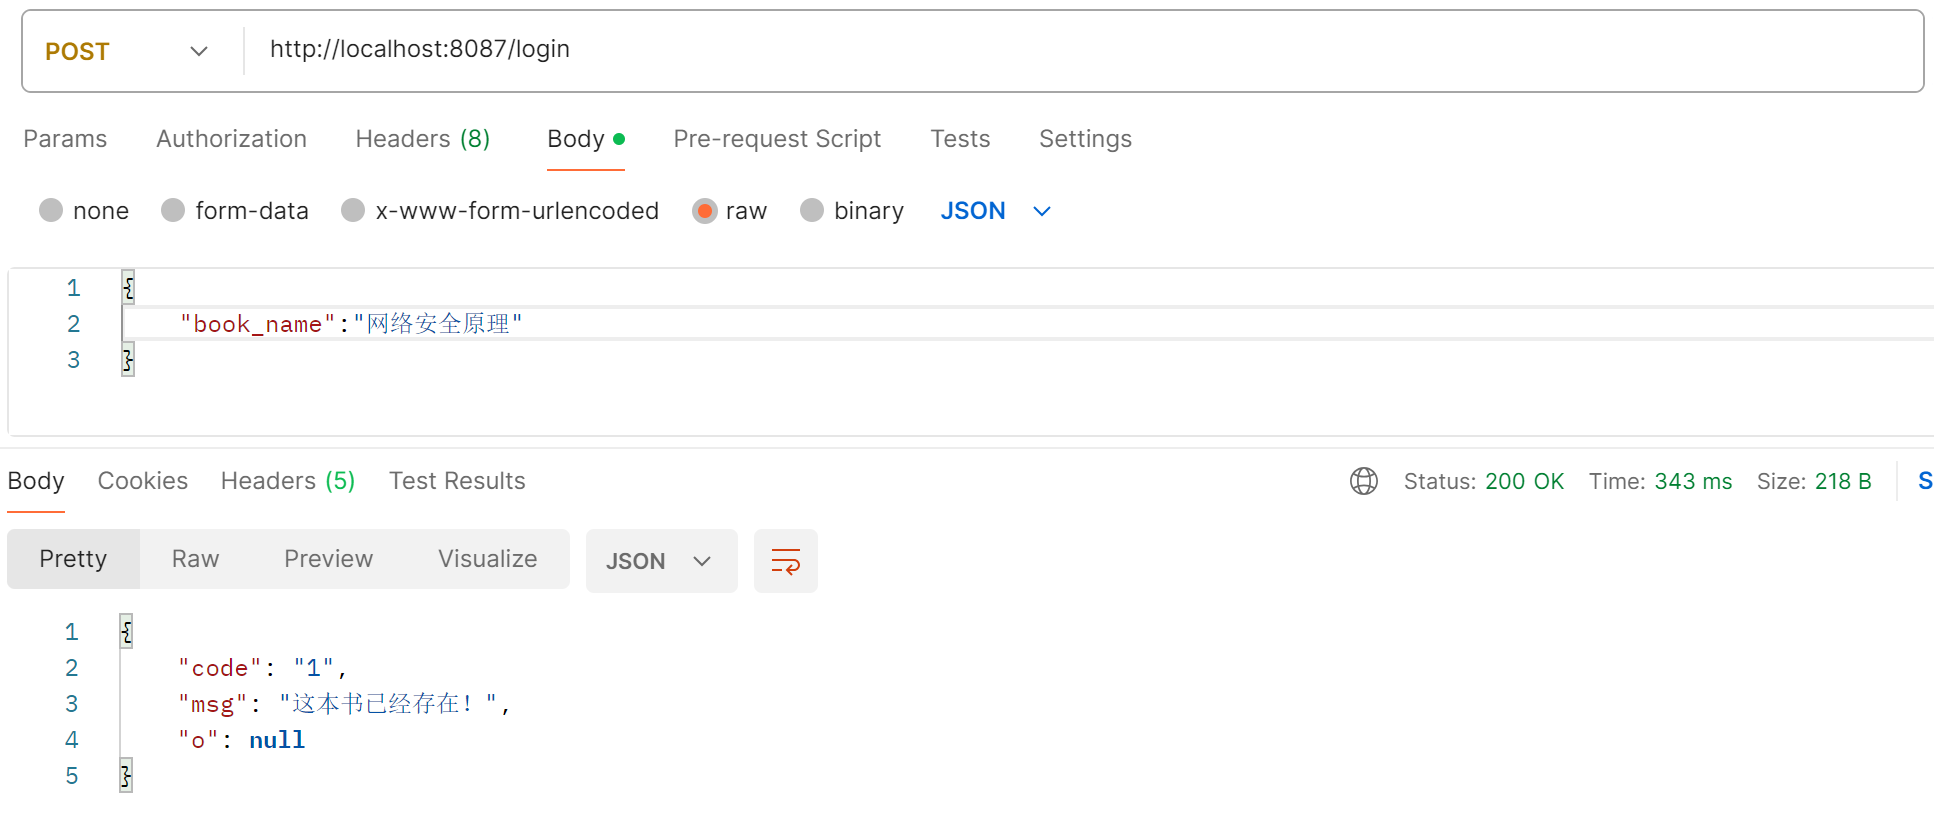 POST http://localhost:8087/login
Params Authorization Headers (8) Body Pre-request Script Tests Settings
none form-data x-www-form-urlencoded raw binary JSON
1 {
2 "book_name":"网络安全原理"
3 }
Body Cookies Headers (5) Test Results Status: 200 OK Time: 343 ms Size: 218 B S
Pretty Raw Preview Visualize JSON
1 {
2 "code": "1",
3 "msg": "这本书已经存在！",
4 "o": null
5 }